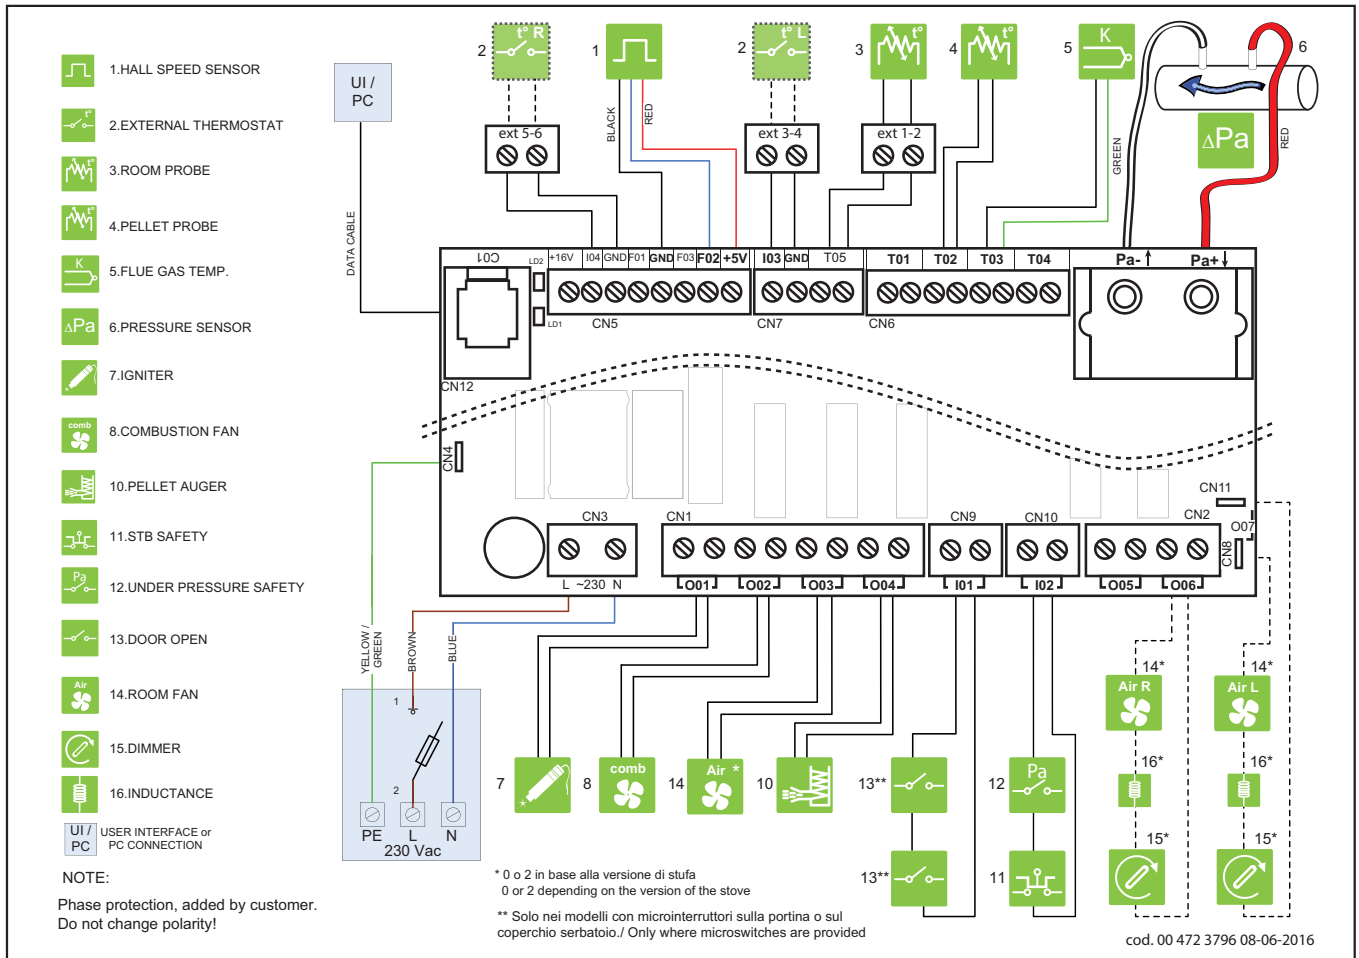 1.HALL SPEED SENSOR
2.EXTERNAL THERMOSTAT
3.ROOM PROBE
4.PELLET PROBE
K
5.FLUE GAS TEMP.
ΔPa
6.PRESSURE SENSOR
7.IGNITER
comb
8.COMBUSTION FAN
10.PELLET AUGER
11.STB SAFETY
Pa
12.UNDER PRESSURE SAFETY
13.DOOR OPEN
Air
14.ROOM FAN
15.DIMMER
16.INDUCTANCE
UI / PC
USER INTERFACE or
PC CONNECTION
NOTE:
Phase protection, added by customer.
Do not change polarity!
UI /
PC
DATA CABLE
2
t° R
1
2
t° L
3
t°
4
t°
5
K
6
BLACK
RED
GREEN
RED
ΔPa
ext 5-6
ext 3-4
ext 1-2
C01
LD2
LD1
+16V I04 GND F01 GND F03 F02 +5V
I03 GND T05
T01 T02 T03 T04
Pa- Pa+
CN12
CN5
CN7
CN6
CN4
CN3
CN1
CN9
CN10
CN2
CN11
O07
CN8
L ~230 N
O01 O02 O03 O04
I01
I02
O05 O06
YELLOW /
GREEN
BROWN
BLUE
1
2
PE L N
230 Vac
7
8
comb
14
Air *
10
13**
13**
12
Pa
11
14*
Air R
16*
15*
14*
Air L
16*
15*
* 0 o 2 in base alla versione di stufa
0 or 2 depending on the version of the stove
** Solo nei modelli con microinterruttori sulla portina o sul
coperchio serbatoio./ Only where microswitches are provided
cod. 00 472 3796 08-06-2016